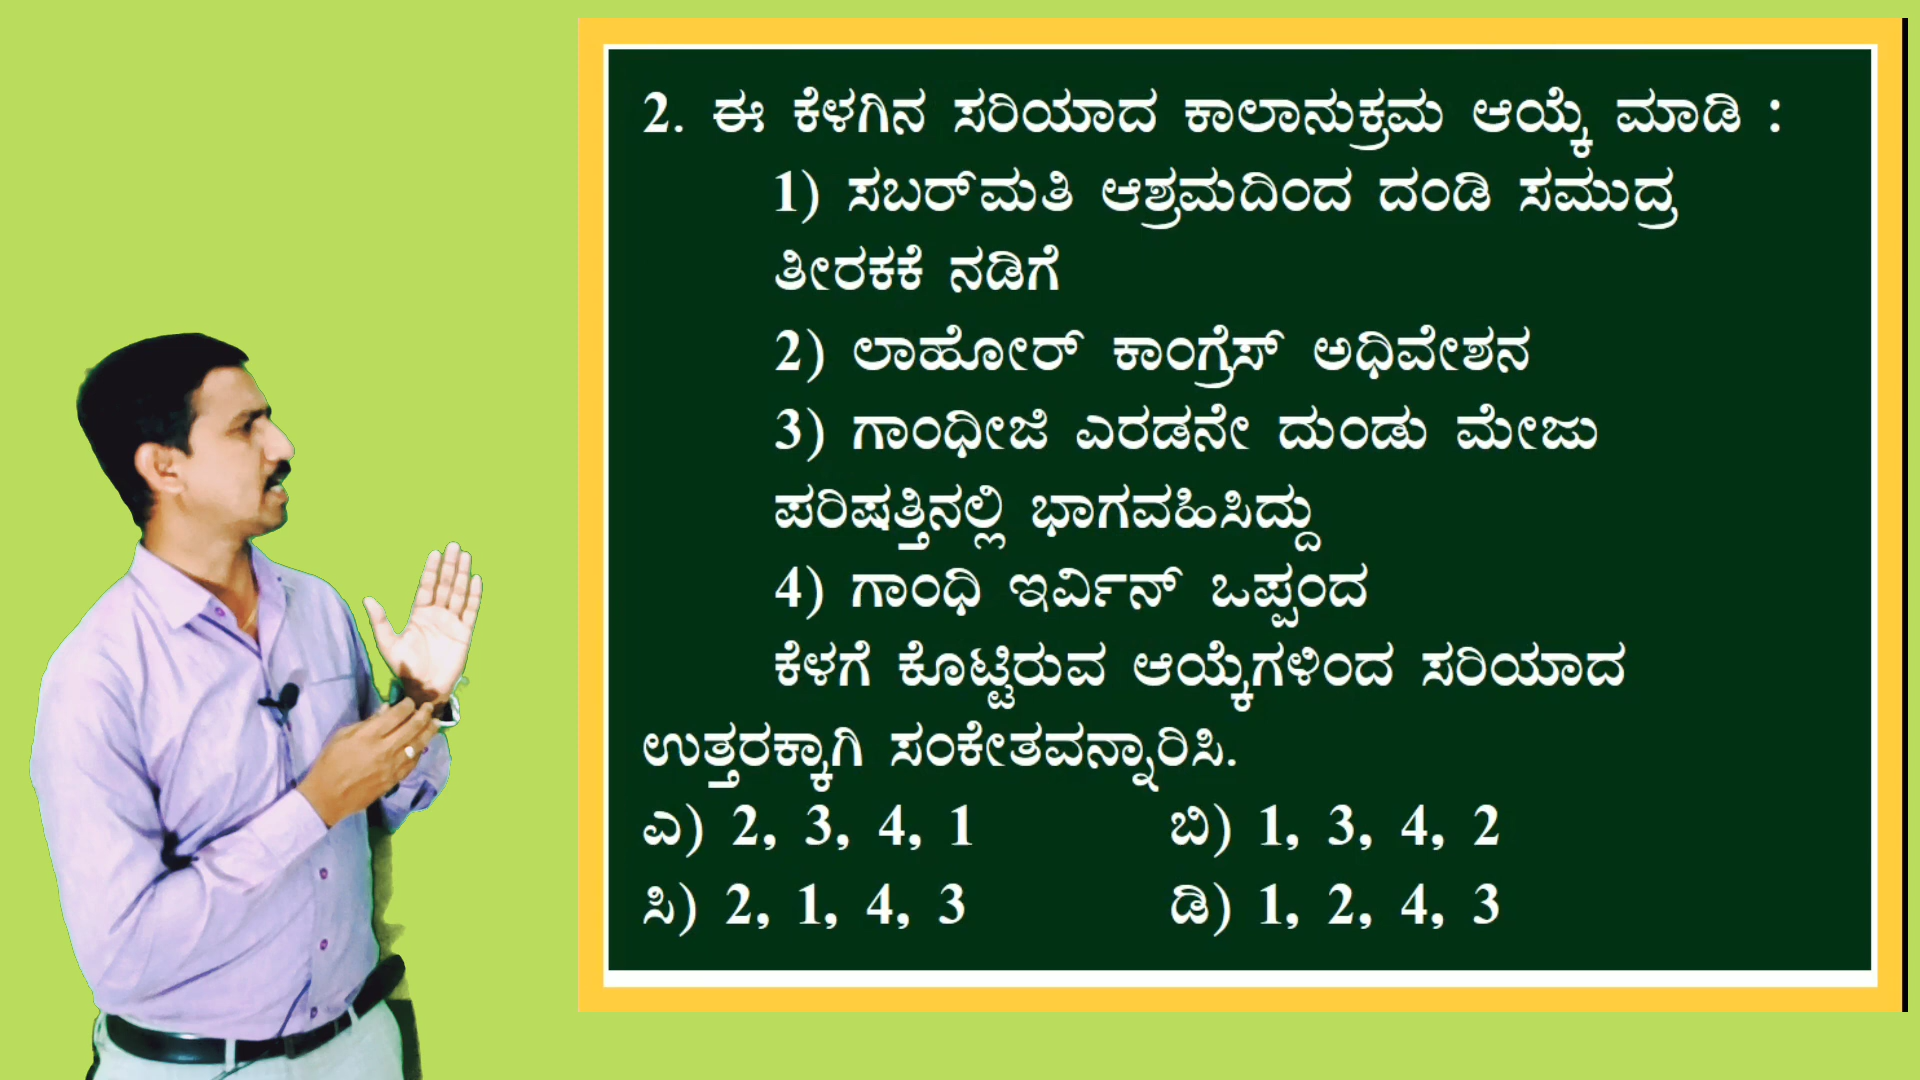 2. ಈ ಕೆಳಗಿನ ಸರಿಯಾದ ಕಾಲಾನುಕ್ರಮ ಆಯ್ಕೆ ಮಾಡಿ :
1) ಸಬರ್‌ಮತಿ ಆಶ್ರಮದಿಂದ ದಂಡಿ ಸಮುದ್ರ
ತೀರಕಕೆ ನಡಿಗೆ
2) ಲಾಹೋರ್ ಕಾಂಗ್ರೆಸ್ ಅಧಿವೇಶನ
3) ಗಾಂಧೀಜಿ ಎರಡನೇ ದುಂಡು ಮೇಜು
ಪರಿಷತ್ತಿನಲ್ಲಿ ಭಾಗವಹಿಸಿದ್ದು
4) ಗಾಂಧಿ ಇರ್ವಿನ್ ಒಪ್ಪಂದ
ಕೆಳಗೆ ಕೊಟ್ಟಿರುವ ಆಯ್ಕೆಗಳಿಂದ ಸರಿಯಾದ
ಉತ್ತರಕ್ಕಾಗಿ ಸಂಕೇತವನ್ನಾರಿಸಿ.
ಎ) 2, 3, 4, 1 ಬಿ) 1, 3, 4, 2
ಸಿ) 2, 1, 4, 3 ಡಿ) 1, 2, 4, 3